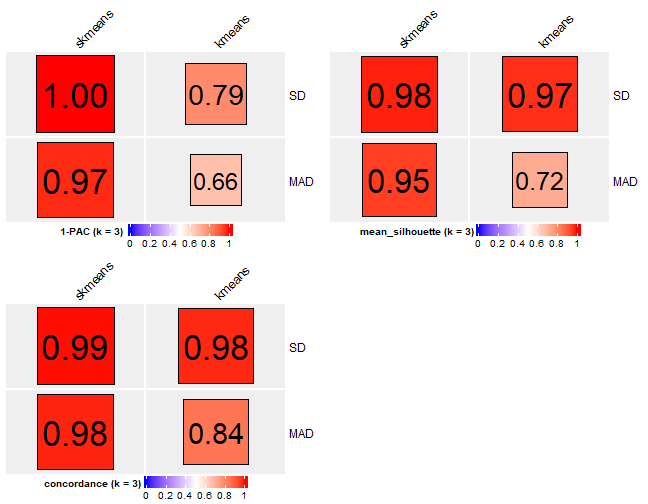 skmeans kmeans
1.00 0.79 SD
0.97 0.66 MAD
1-PAC (k = 3)
0 0.2 0.4 0.6 0.8 1
skmeans kmeans
0.98 0.97 SD
0.95 0.72 MAD
mean_silhouette (k = 3)
0 0.2 0.4 0.6 0.8 1
skmeans kmeans
0.99 0.98 SD
0.98 0.84 MAD
concordance (k = 3)
0 0.2 0.4 0.6 0.8 1